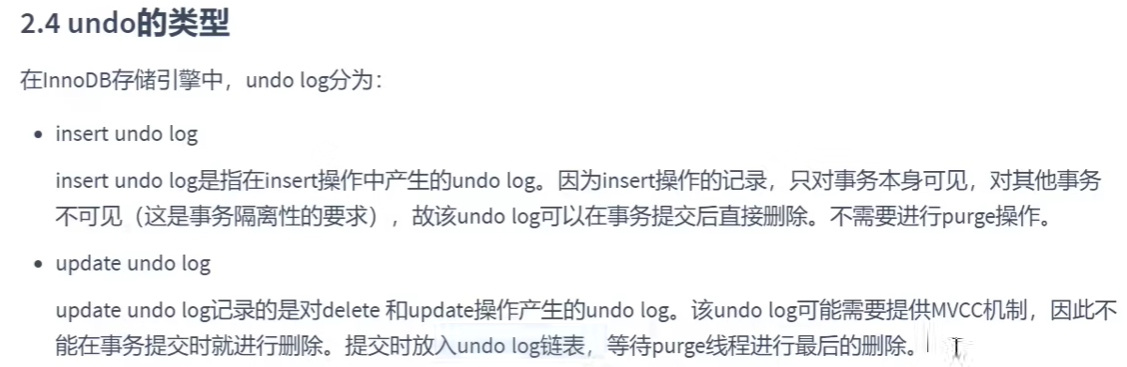 2.4 undo的类型
在InnoDB存储引擎中，undo log分为：
insert undo log
insert undo log是指在insert操作中产生的undo log。因为insert操作的记录，只对事务本身可见，对其他事务
不可见（这是事务隔离性的要求），故该undo log可以在事务提交后直接删除。不需要进行purge操作。
update undo log
update undo log记录的是对delete 和update操作产生的undo log。该undo log可能需要提供MVCC机制，因此不
能在事务提交时就进行删除。提交时放入undo log链表，等待purge线程进行最后的删除。